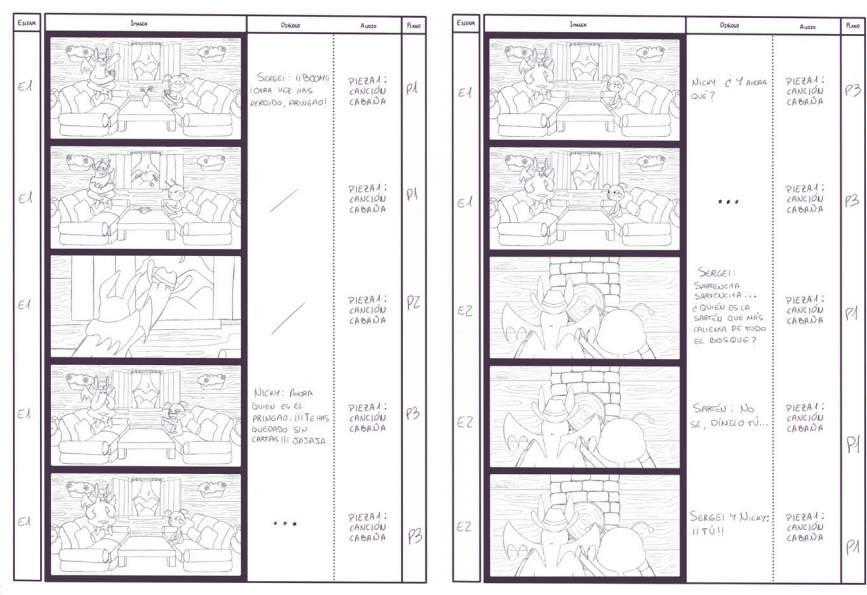 Escena Imagen Diálogo Audio Plano
E1
Sergei: ¡¡Boom!!
¡Otra vez has
perdido, pringao!
Pieza 1:
canción
cabaña
P1
E1
Pieza 1:
canción
cabaña
P1
E1
Pieza 1:
canción
cabaña
P2
E1
Nicky: Ahora
quién es el
pringao. ¡¡¡Te has
quedado sin
cartas!!! Jajaja
Pieza 1:
canción
cabaña
P3
E1
...
Pieza 1:
canción
cabaña
P3
Escena Imagen Diálogo Audio Plano
E1
Nicky: ¿Y ahora
qué?
Pieza 1:
canción
cabaña
P3
E1
...
Pieza 1:
canción
cabaña
P3
E2
Sergei:
Sartencita
sartencita...
¿quién es la
sartén que más
calienta de todo
el bosque?
Pieza 1:
canción
cabaña
P1
E2
Sartén: No
se, dímelo tú...
Pieza 1:
canción
cabaña
P1
E2
Sergei y Nicky:
¡¡Tú!!
Pieza 1:
canción
cabaña
P1